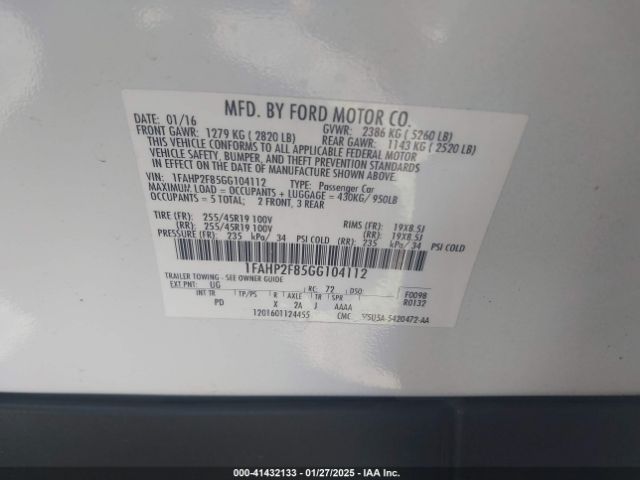 MFD. BY FORD MOTOR CO.
DATE: 01/16 GVWR: 2386 KG ( 5260 LB)
FRONT GAWR: 1279 KG ( 2820 LB) REAR GAWR: 1143 KG ( 2520 LB)
THIS VEHICLE CONFORMS TO ALL APPLICABLE FEDERAL MOTOR
VEHICLE SAFETY, BUMPER, AND THEFT PREVENTION STANDARDS
IN EFFECT ON THE DATE OF MANUFACTURE SHOWN ABOVE.
VIN: 1FAHP2F85GG104112 TYPE: Passenger Car
MAXIMUM LOAD = OCCUPANTS + LUGGAGE = 430KG/ 950LB
OCCUPANTS = 5 TOTAL; 2 FRONT, 3 REAR
TIRE (FR): 255/45R19 100V RIMS (FR): 19X8.5J
(RR): 255/45R19 100V (RR): 19X8.5J
PRESSURE (FR): 235 kPa/ 34 PSI COLD (RR): 235 kPa/ 34 PSI COLD
1FAHP2F85GG104112
TRAILER TOWING - SEE OWNER GUIDE
EXT PNT: UG RC: 72 DSO: F0098
INT TR TP/PS R AXLE TR SPR R0132
PD X 2A J AAAA
1201601124455 CMC
000-41432133 - 01/27/2025 - IAAI.com